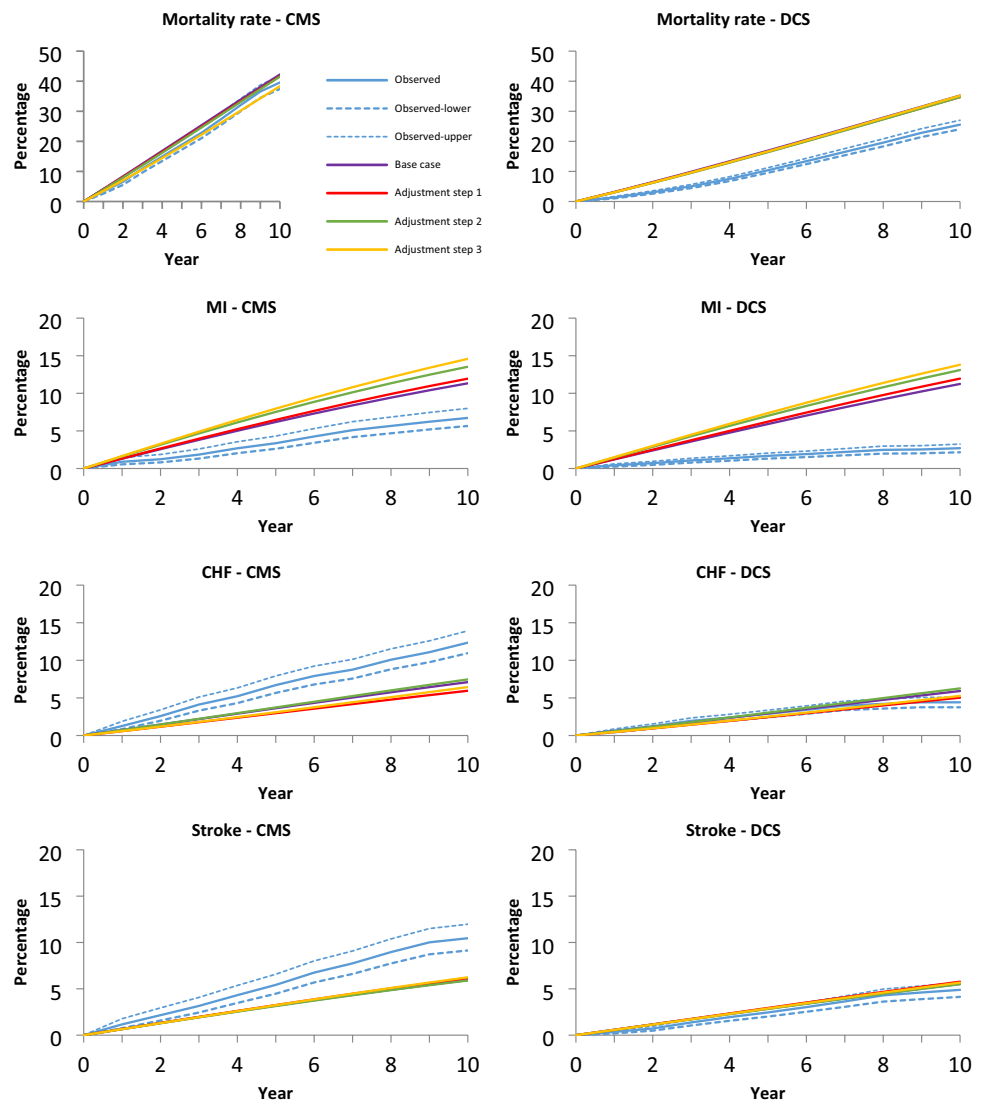 Mortality rate - CMS
Percentage
50
40
30
20
10
0
0 2 4 6 8 10
Year
Observed
Observed-lower
Observed-upper
Base case
Adjustment step 1
Adjustment step 2
Adjustment step 3
Mortality rate - DCS
Percentage
50
40
30
20
10
0
0 2 4 6 8 10
Year
MI - CMS
Percentage
20
15
10
5
0
0 2 4 6 8 10
Year
MI - DCS
Percentage
20
15
10
5
0
0 2 4 6 8 10
Year
CHF - CMS
Percentage
20
15
10
5
0
0 2 4 6 8 10
Year
CHF - DCS
Percentage
20
15
10
5
0
0 2 4 6 8 10
Year
Stroke - CMS
Percentage
20
15
10
5
0
0 2 4 6 8 10
Year
Stroke - DCS
Percentage
20
15
10
5
0
0 2 4 6 8 10
Year